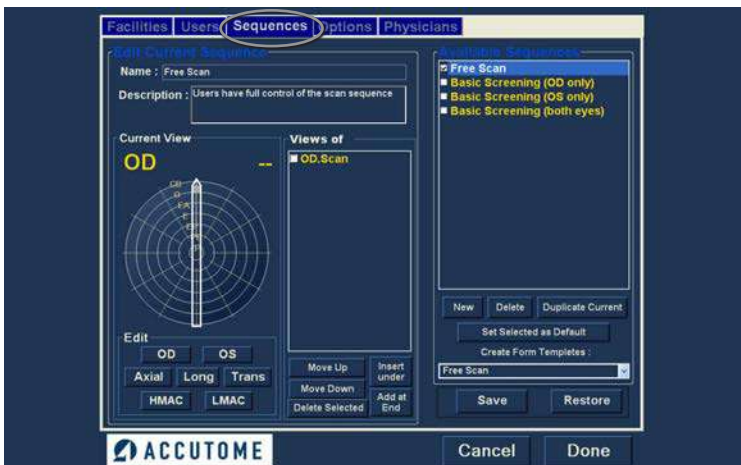 Facilities Users Sequences Options Physicians
Edit Current Sequence
Name : Free Scan
Description : Users have full control of the scan sequence
Current View
OD --
Views of
OD.Scan
Edit
OD OS
Axial Long Trans
HMAC LMAC
Move Up
Insert under
Move Down
Add at End
Delete Selected
Available Sequences
Free Scan
Basic Screening (OD only)
Basic Screening (OS only)
Basic Screening (both eyes)
New Delete Duplicate Current
Set Selected as Default
Create Form Templetes :
Free Scan
Save Restore
ACCUTOME
Cancel Done